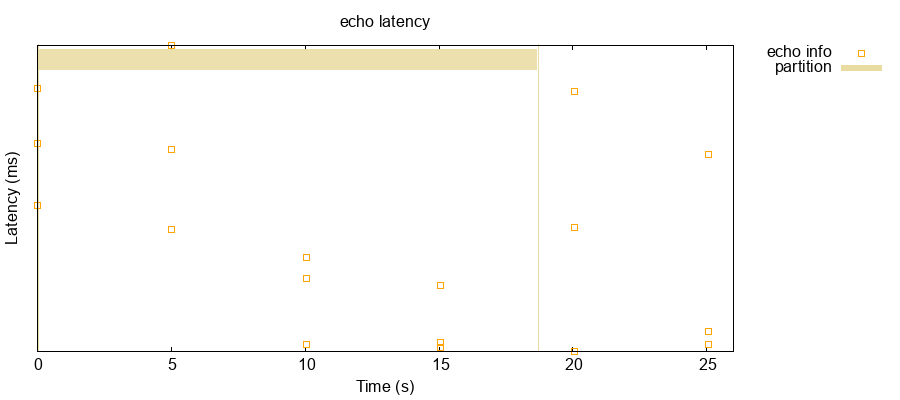 echo latency
echo info
partition
Latency (ms)
0 5 10 15 20 25
Time (s)